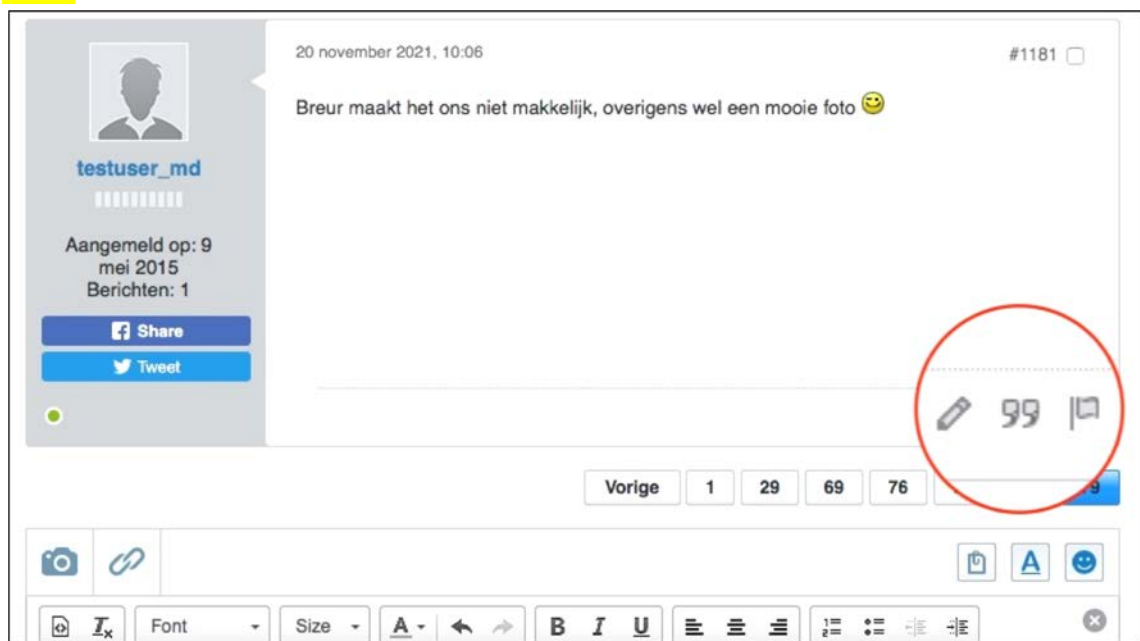 20 november 2021, 10:06
#1181
Breur maakt het ons niet makkelijk, overigens wel een mooie foto
testuser_md
Aangemeld op: 9
mei 2015
Berichten: 1
Share
Tweet
Vorige 1 29 69 76
Font Size A B I U